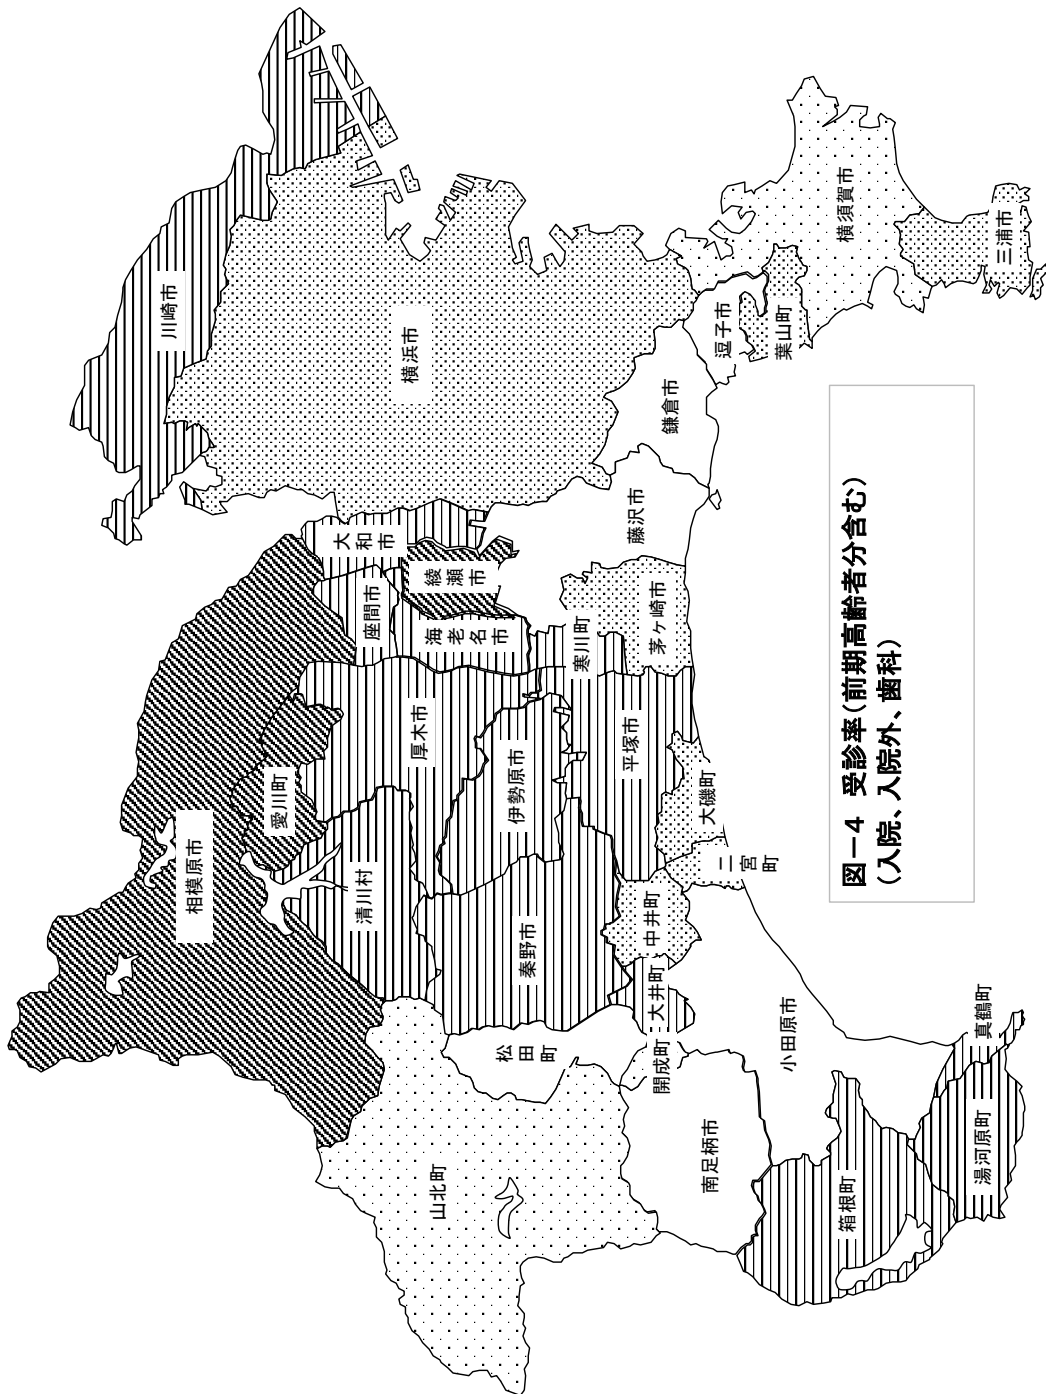 川崎市
横浜市
横須賀市
三浦市
逗子市
葉山町
鎌倉市
大和市
綾瀬市
藤沢市
座間市
海老名市
寒川町
茅ヶ崎市
相模原市
愛川町
厚木市
伊勢原市
平塚市
大磯町
二宮町
清川村
秦野市
中井町
大井町
松田町
開成町
小田原市
真鶴町
山北町
南足柄市
箱根町
湯河原町
図－4 受診率(前期高齢者分含む)
(入院、入院外、歯科)